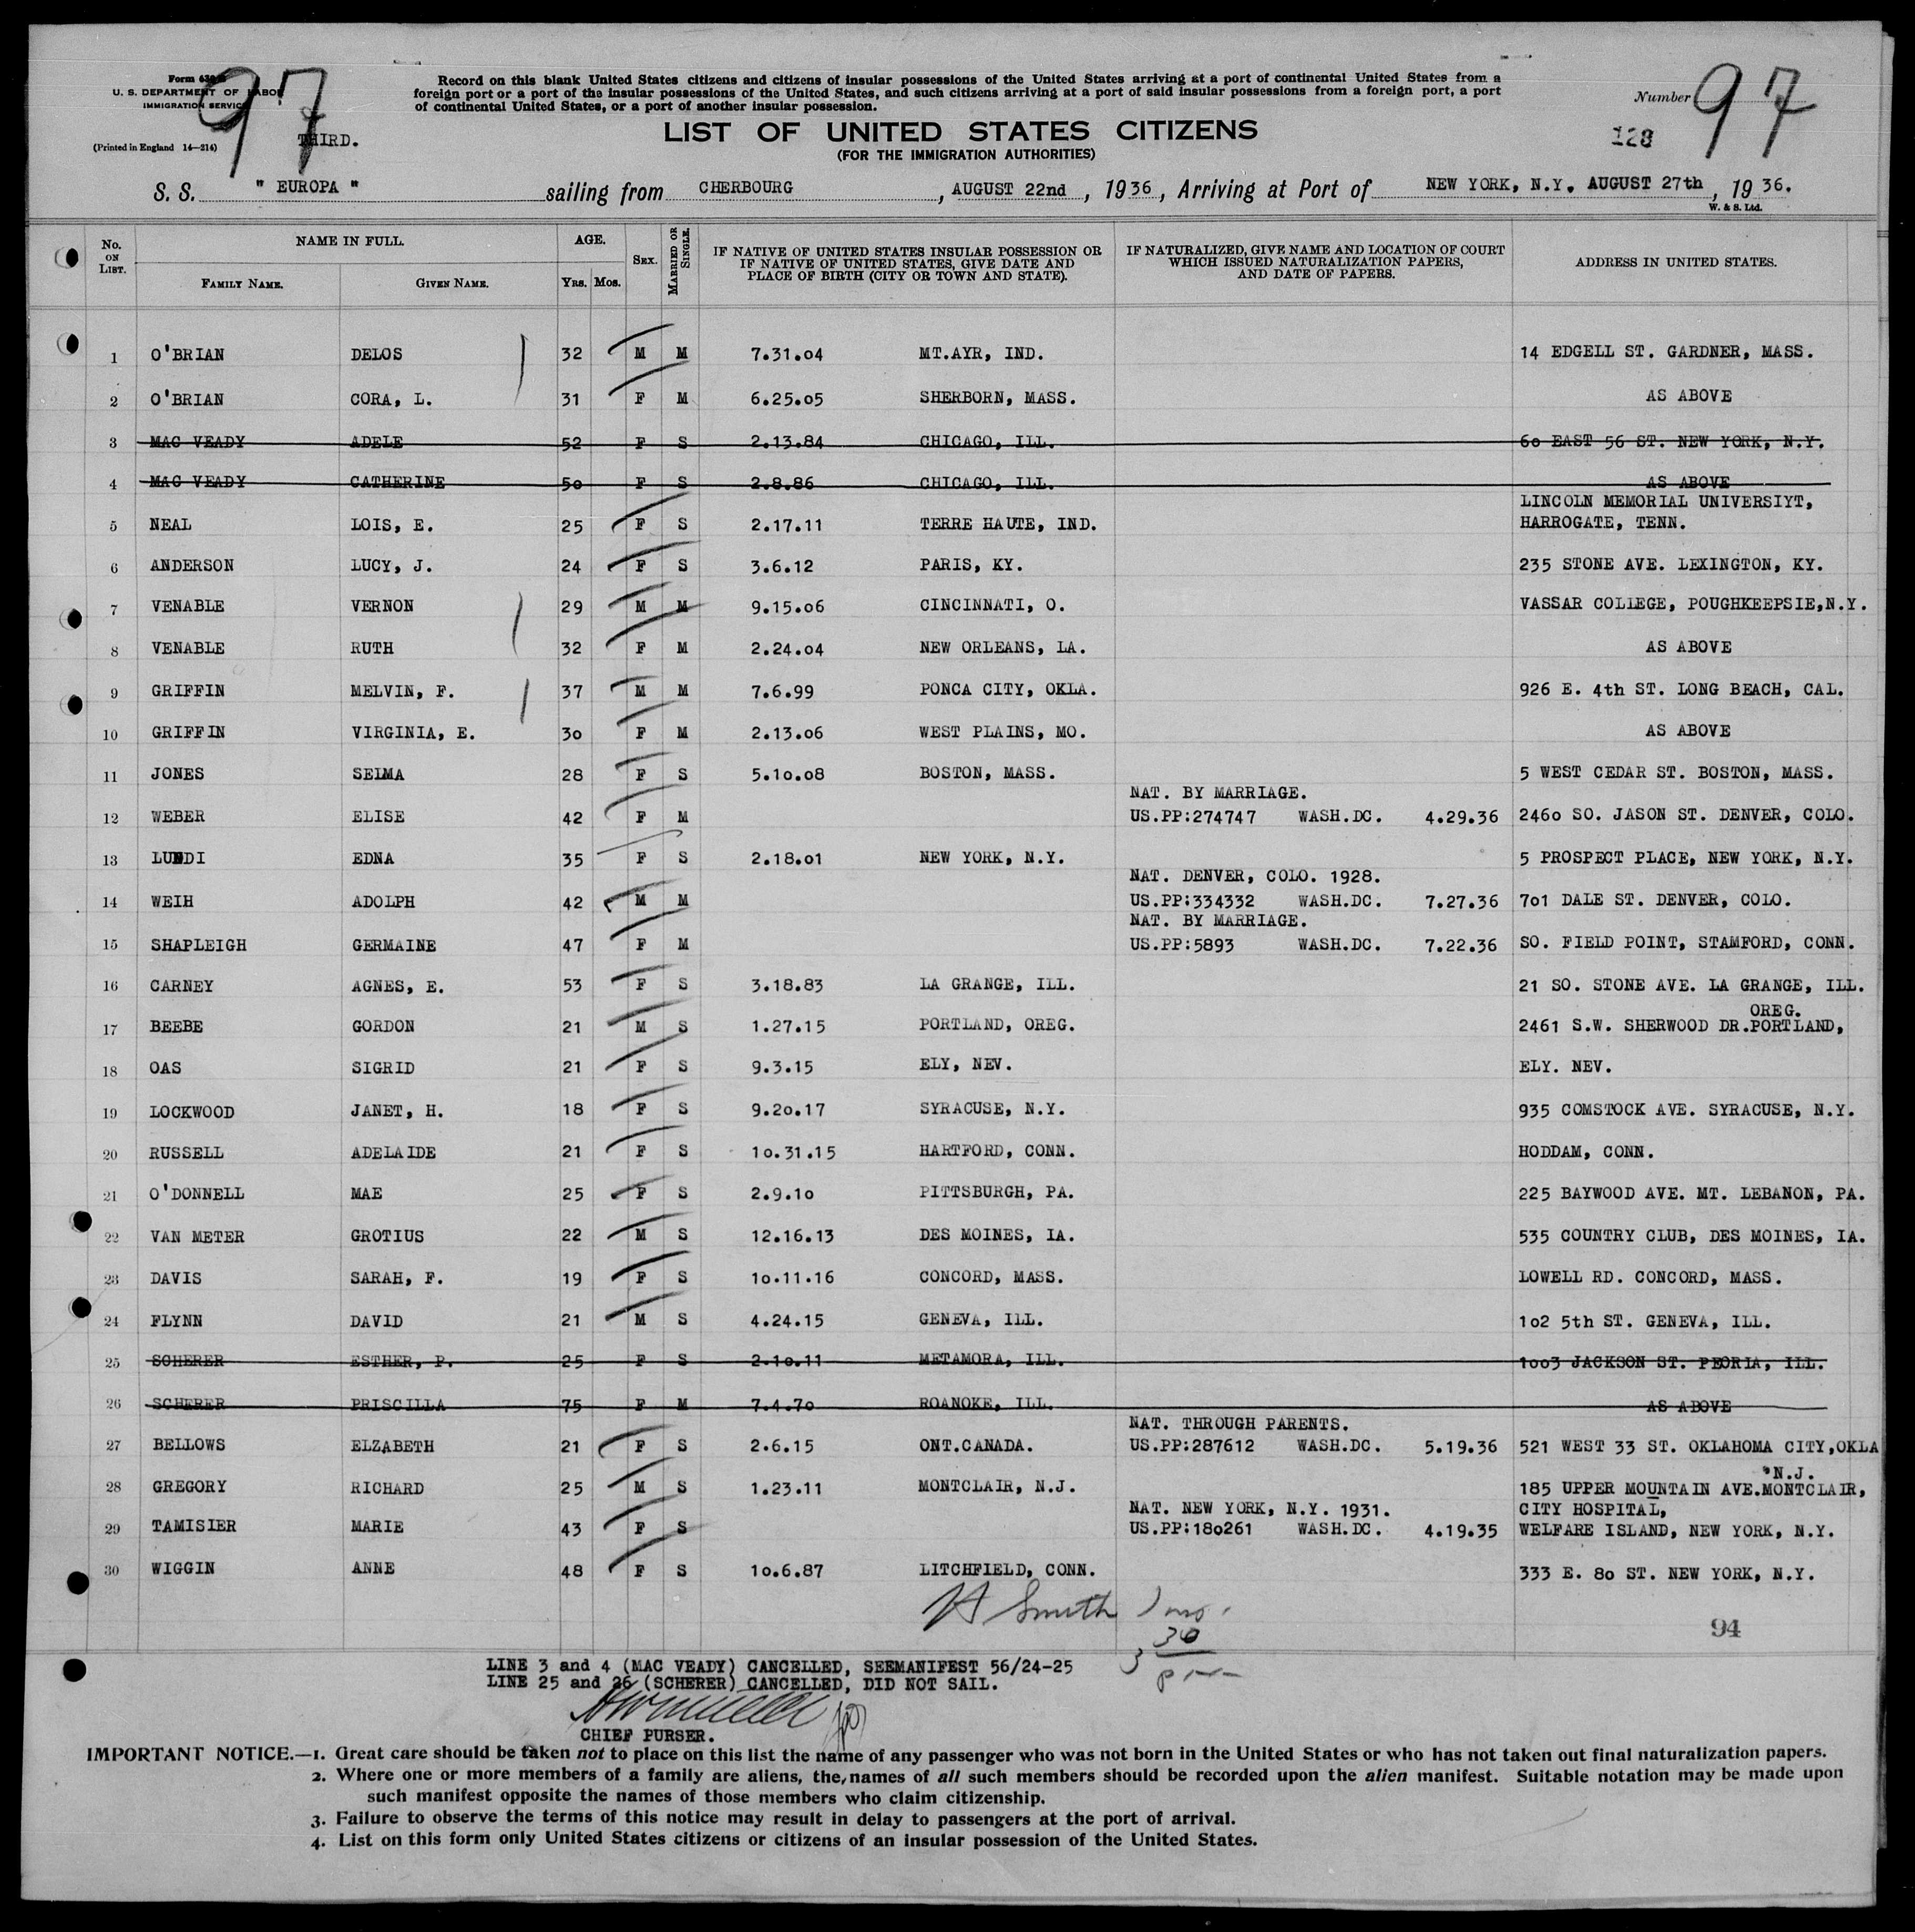 Form 630
U. S. DEPARTMENT OF LABOR
IMMIGRATION SERVICE
(Printed in England 14—214)
97
THIRD.
Record on this blank United States citizens and citizens of insular possessions of the United States arriving at a port of continental United States from a
foreign port or a port of the insular possessions of the United States, and such citizens arriving at a port of said insular possessions from a foreign port, a port
of continental United States, or a port of another insular possession.
LIST OF UNITED STATES CITIZENS
(FOR THE IMMIGRATION AUTHORITIES)
Number 97
128
S. S. " EUROPA " sailing from CHERBOURG , AUGUST 22nd , 1936 , Arriving at Port of NEW YORK, N.Y. AUGUST 27th , 19 36.
W. & S. Ltd.
No. ON LIST. NAME IN FULL. FAMILY NAME. GIVEN NAME. AGE. YRS. MOS. SEX. MARRIED OR SINGLE. IF NATIVE OF UNITED STATES INSULAR POSSESSION OR IF NATIVE OF UNITED STATES, GIVE DATE AND PLACE OF BIRTH (CITY OR TOWN AND STATE). IF NATURALIZED, GIVE NAME AND LOCATION OF COURT WHICH ISSUED NATURALIZATION PAPERS, AND DATE OF PAPERS. ADDRESS IN UNITED STATES.
1 O'BRIAN DELOS 32 M M 7.31.04 MT.AYR, IND. 14 EDGELL ST. GARDNER, MASS.
2 O'BRIAN CORA, L. 31 F M 6.25.05 SHERBORN, MASS. AS ABOVE
3 MAC VEADY ADELE 52 F S 2.13.84 CHICAGO, ILL. 60 EAST 56 ST. NEW YORK, N.Y.
4 MAC VEADY CATHERINE 50 F S 2.8.86 CHICAGO, ILL. AS ABOVE
LINCOLN MEMORIAL UNIVERSIYT,
5 NEAL LOIS, E. 25 F S 2.17.11 TERRE HAUTE, IND. HARROGATE, TENN.
6 ANDERSON LUCY, J. 24 F S 3.6.12 PARIS, KY. 235 STONE AVE. LEXINGTON, KY.
7 VENABLE VERNON 29 M M 9.15.06 CINCINNATI, O. VASSAR COLLEGE, POUGHKEEPSIE,N.Y.
8 VENABLE RUTH 32 F M 2.24.04 NEW ORLEANS, LA. AS ABOVE
9 GRIFFIN MELVIN, F. 37 M M 7.6.99 PONCA CITY, OKLA. 926 E. 4th ST. LONG BEACH, CAL.
10 GRIFFIN VIRGINIA, E. 30 F M 2.13.06 WEST PLAINS, MO. AS ABOVE
11 JONES SELMA 28 F S 5.10.08 BOSTON, MASS. 5 WEST CEDAR ST. BOSTON, MASS.
NAT. BY MARRIAGE.
12 WEBER ELISE 42 F M US.PP:274747 WASH.DC. 4.29.36 2460 SO. JASON ST. DENVER, COLO.
13 LUNDI EDNA 35 F S 2.18.01 NEW YORK, N.Y. 5 PROSPECT PLACE, NEW YORK, N.Y.
NAT. DENVER, COLO. 1928.
14 WEIH ADOLPH 42 M M US.PP:334332 WASH.DC. 7.27.36 701 DALE ST. DENVER, COLO.
NAT. BY MARRIAGE.
15 SHAPLEIGH GERMAINE 47 F M US.PP:5893 WASH.DC. 7.22.36 SO. FIELD POINT, STAMFORD, CONN.
16 CARNEY AGNES, E. 53 F S 3.18.83 LA GRANGE, ILL. 21 SO. STONE AVE. LA GRANGE, ILL.
OREG.
17 BEEBE GORDON 21 M S 1.27.15 PORTLAND, OREG. 2461 S.W. SHERWOOD DR.PORTLAND,
18 OAS SIGRID 21 F S 9.3.15 ELY, NEV. ELY. NEV.
19 LOCKWOOD JANET, H. 18 F S 9.20.17 SYRACUSE, N.Y. 935 COMSTOCK AVE. SYRACUSE, N.Y.
20 RUSSELL ADELAIDE 21 F S 10.31.15 HARTFORD, CONN. HODDAM, CONN.
21 O'DONNELL MAE 25 F S 2.9.10 PITTSBURGH, PA. 225 BAYWOOD AVE. MT. LEBANON, PA.
22 VAN METER GROTIUS 22 M S 12.16.13 DES MOINES, IA. 535 COUNTRY CLUB, DES MOINES, IA.
23 DAVIS SARAH, F. 19 F S 10.11.16 CONCORD, MASS. LOWELL RD. CONCORD, MASS.
24 FLYNN DAVID 21 M S 4.24.15 GENEVA, ILL. 102 5th ST. GENEVA, ILL.
25 SCHERER ESTHER, P. 25 F S 2.10.11 METAMORA, ILL. 1003 JACKSON ST. PEORIA, ILL.
26 SCHERER PRISCILLA 75 F M 7.4.70 ROANOKE, ILL. AS ABOVE
NAT. THROUGH PARENTS.
27 BELLOWS ELZABETH 21 F S 2.6.15 ONT.CANADA. US.PP:287612 WASH.DC. 5.19.36 521 WEST 33 ST. OKLAHOMA CITY,OKLA
N.J.
28 GREGORY RICHARD 25 M S 1.23.11 MONTCLAIR, N.J. 185 UPPER MOUNTAIN AVE.MONTCLAIR,
NAT. NEW YORK, N.Y. 1931. CITY HOSPITAL,
29 TAMISIER MARIE 43 F S US.PP:180261 WASH.DC. 4.19.35 WELFARE ISLAND, NEW YORK, N.Y.
30 WIGGIN ANNE 48 F S 10.6.87 LITCHFIELD, CONN. 333 E. 80 ST. NEW YORK, N.Y.
Smith
94
30
LINE 3 and 4 (MAC VEADY) CANCELLED, SEEMANIFEST 56/24-25
LINE 25 and 26 (SCHERER) CANCELLED, DID NOT SAIL.
CHIEF PURSER.
IMPORTANT NOTICE.—1. Great care should be taken not to place on this list the name of any passenger who was not born in the United States or who has not taken out final naturalization papers.
2. Where one or more members of a family are aliens, the names of all such members should be recorded upon the alien manifest. Suitable notation may be made upon
such manifest opposite the names of those members who claim citizenship.
3. Failure to observe the terms of this notice may result in delay to passengers at the port of arrival.
4. List on this form only United States citizens or citizens of an insular possession of the United States.